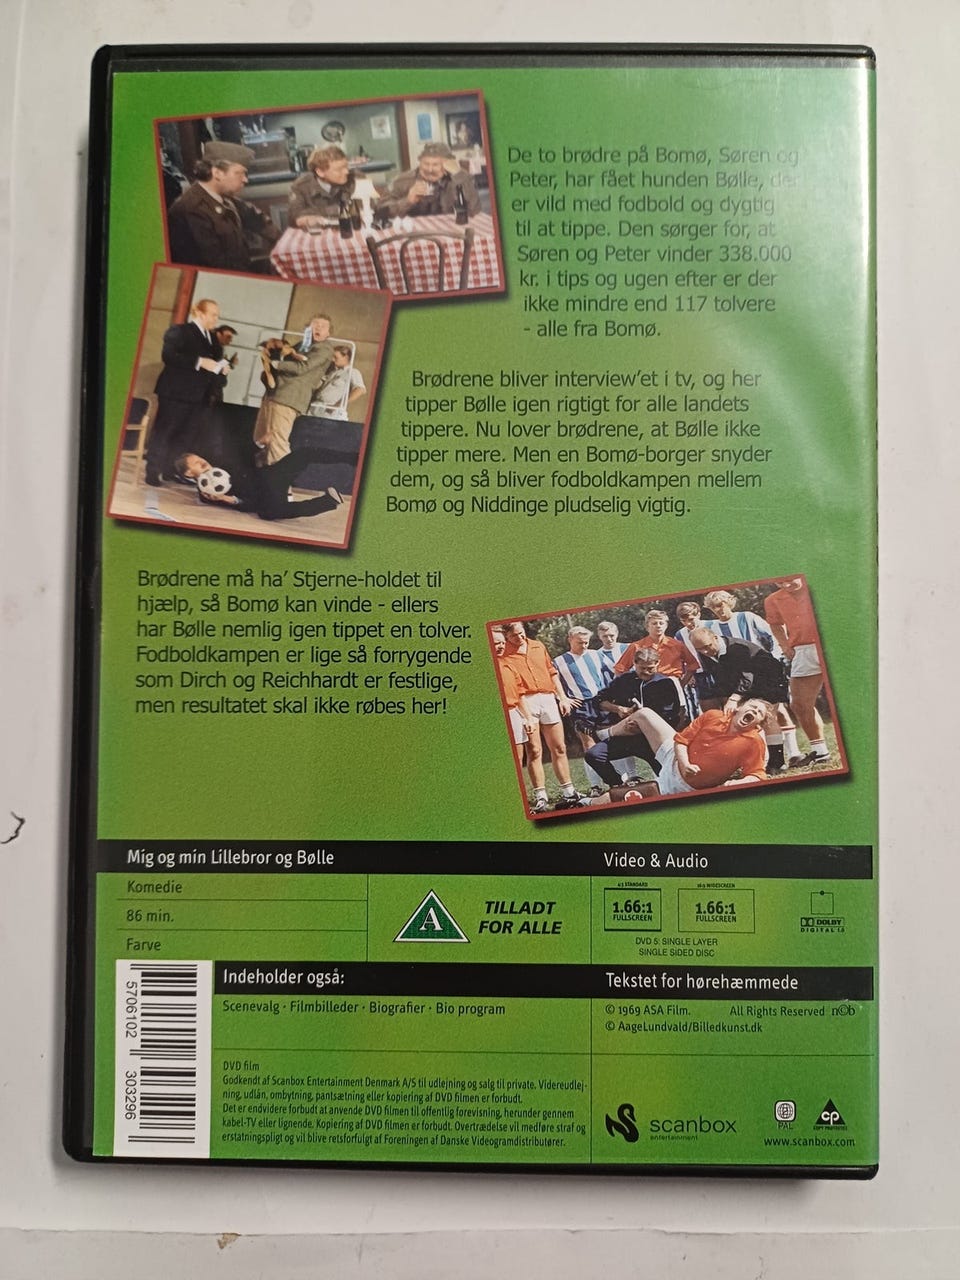 De to brødre på Bomø, Søren og
Peter, har fået hunden Bølle, der
er vild med fodbold og dygtig
til at tippe. Den sørger for, at
Søren og Peter vinder 338.000
kr. i tips og ugen efter er der
ikke mindre end 117 tolvere
- alle fra Bomø.
Brødrene bliver interview'et i tv, og her
tipper Bølle igen rigtigt for alle landets
tippere. Nu lover brødrene, at Bølle ikke
tipper mere. Men en Bomø-borger snyder
dem, og så bliver fodboldkampen mellem
Bomø og Niddinge pludselig vigtig.
Brødrene må ha' Stjerne-holdet til
hjælp, så Bomø kan vinde - ellers
har Bølle nemlig igen tippet en tolver.
Fodboldkampen er lige så forrygende
som Dirch og Reichhardt er festlige,
men resultatet skal ikke røbes her!
Mig og min Lillebror og Bølle
Komedie
86 min.
Farve
A
TILLADT
FOR ALLE
Video & Audio
4:3 STANDARD
1.66:1
FULLSCREEN
16:9 WIDESCREEN
1.66:1
FULLSCREEN
DVD 5: SINGLE LAYER
SINGLE SIDED DISC
DOLBY
DIGITAL
Indeholder også:
Scenevalg · Filmbilleder · Biografier · Bio program
Tekstet for hørehæmmede
© 1969 ASA Film. All Rights Reserved n©b
© AageLundvald/Billedkunst.dk
DVD film
Godkendt af Scanbox Entertainment Denmark A/S til udlejning og salg til private. Videreudlej-
ning, udlån, ombytning, pantsætning eller kopiering af DVD filmen er forbudt.
Det er endvidere forbudt at anvende DVD filmen til offentlig forevisning, herunder gennem
kabel-TV eller lignende. Kopiering af DVD filmen er forbudt. Overtrædelse vil medføre straf og
erstatningspligt og vil blive retsforfulgt af Foreningen af Danske Videogramdistributører.
5706102 303296
scanbox
entertainment
PAL
CP
COPY PROTECTED
www.scanbox.com